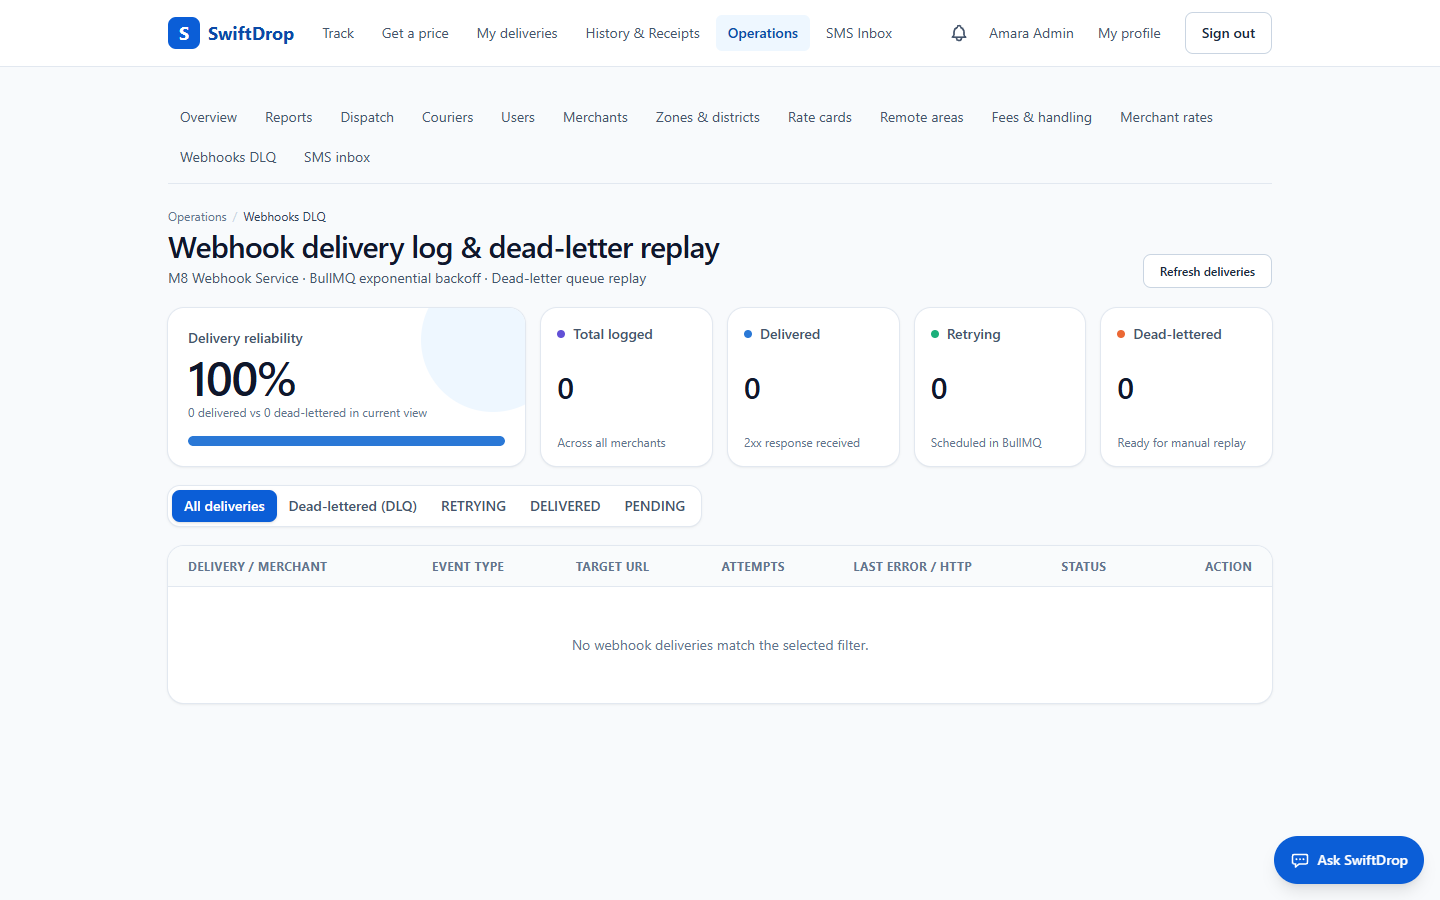 S SwiftDrop Track Get a price My deliveries History & Receipts Operations SMS Inbox Amara Admin My profile Sign out
Overview Reports Dispatch Couriers Users Merchants Zones & districts Rate cards Remote areas Fees & handling Merchant rates
Webhooks DLQ SMS inbox
Operations / Webhooks DLQ
Webhook delivery log & dead-letter replay
M8 Webhook Service · BullMQ exponential backoff · Dead-letter queue replay
Refresh deliveries
Delivery reliability
100%
0 delivered vs 0 dead-lettered in current view
Total logged
0
Across all merchants
Delivered
0
2xx response received
Retrying
0
Scheduled in BullMQ
Dead-lettered
0
Ready for manual replay
All deliveries Dead-lettered (DLQ) RETRYING DELIVERED PENDING
DELIVERY / MERCHANT EVENT TYPE TARGET URL ATTEMPTS LAST ERROR / HTTP STATUS ACTION
No webhook deliveries match the selected filter.
Ask SwiftDrop